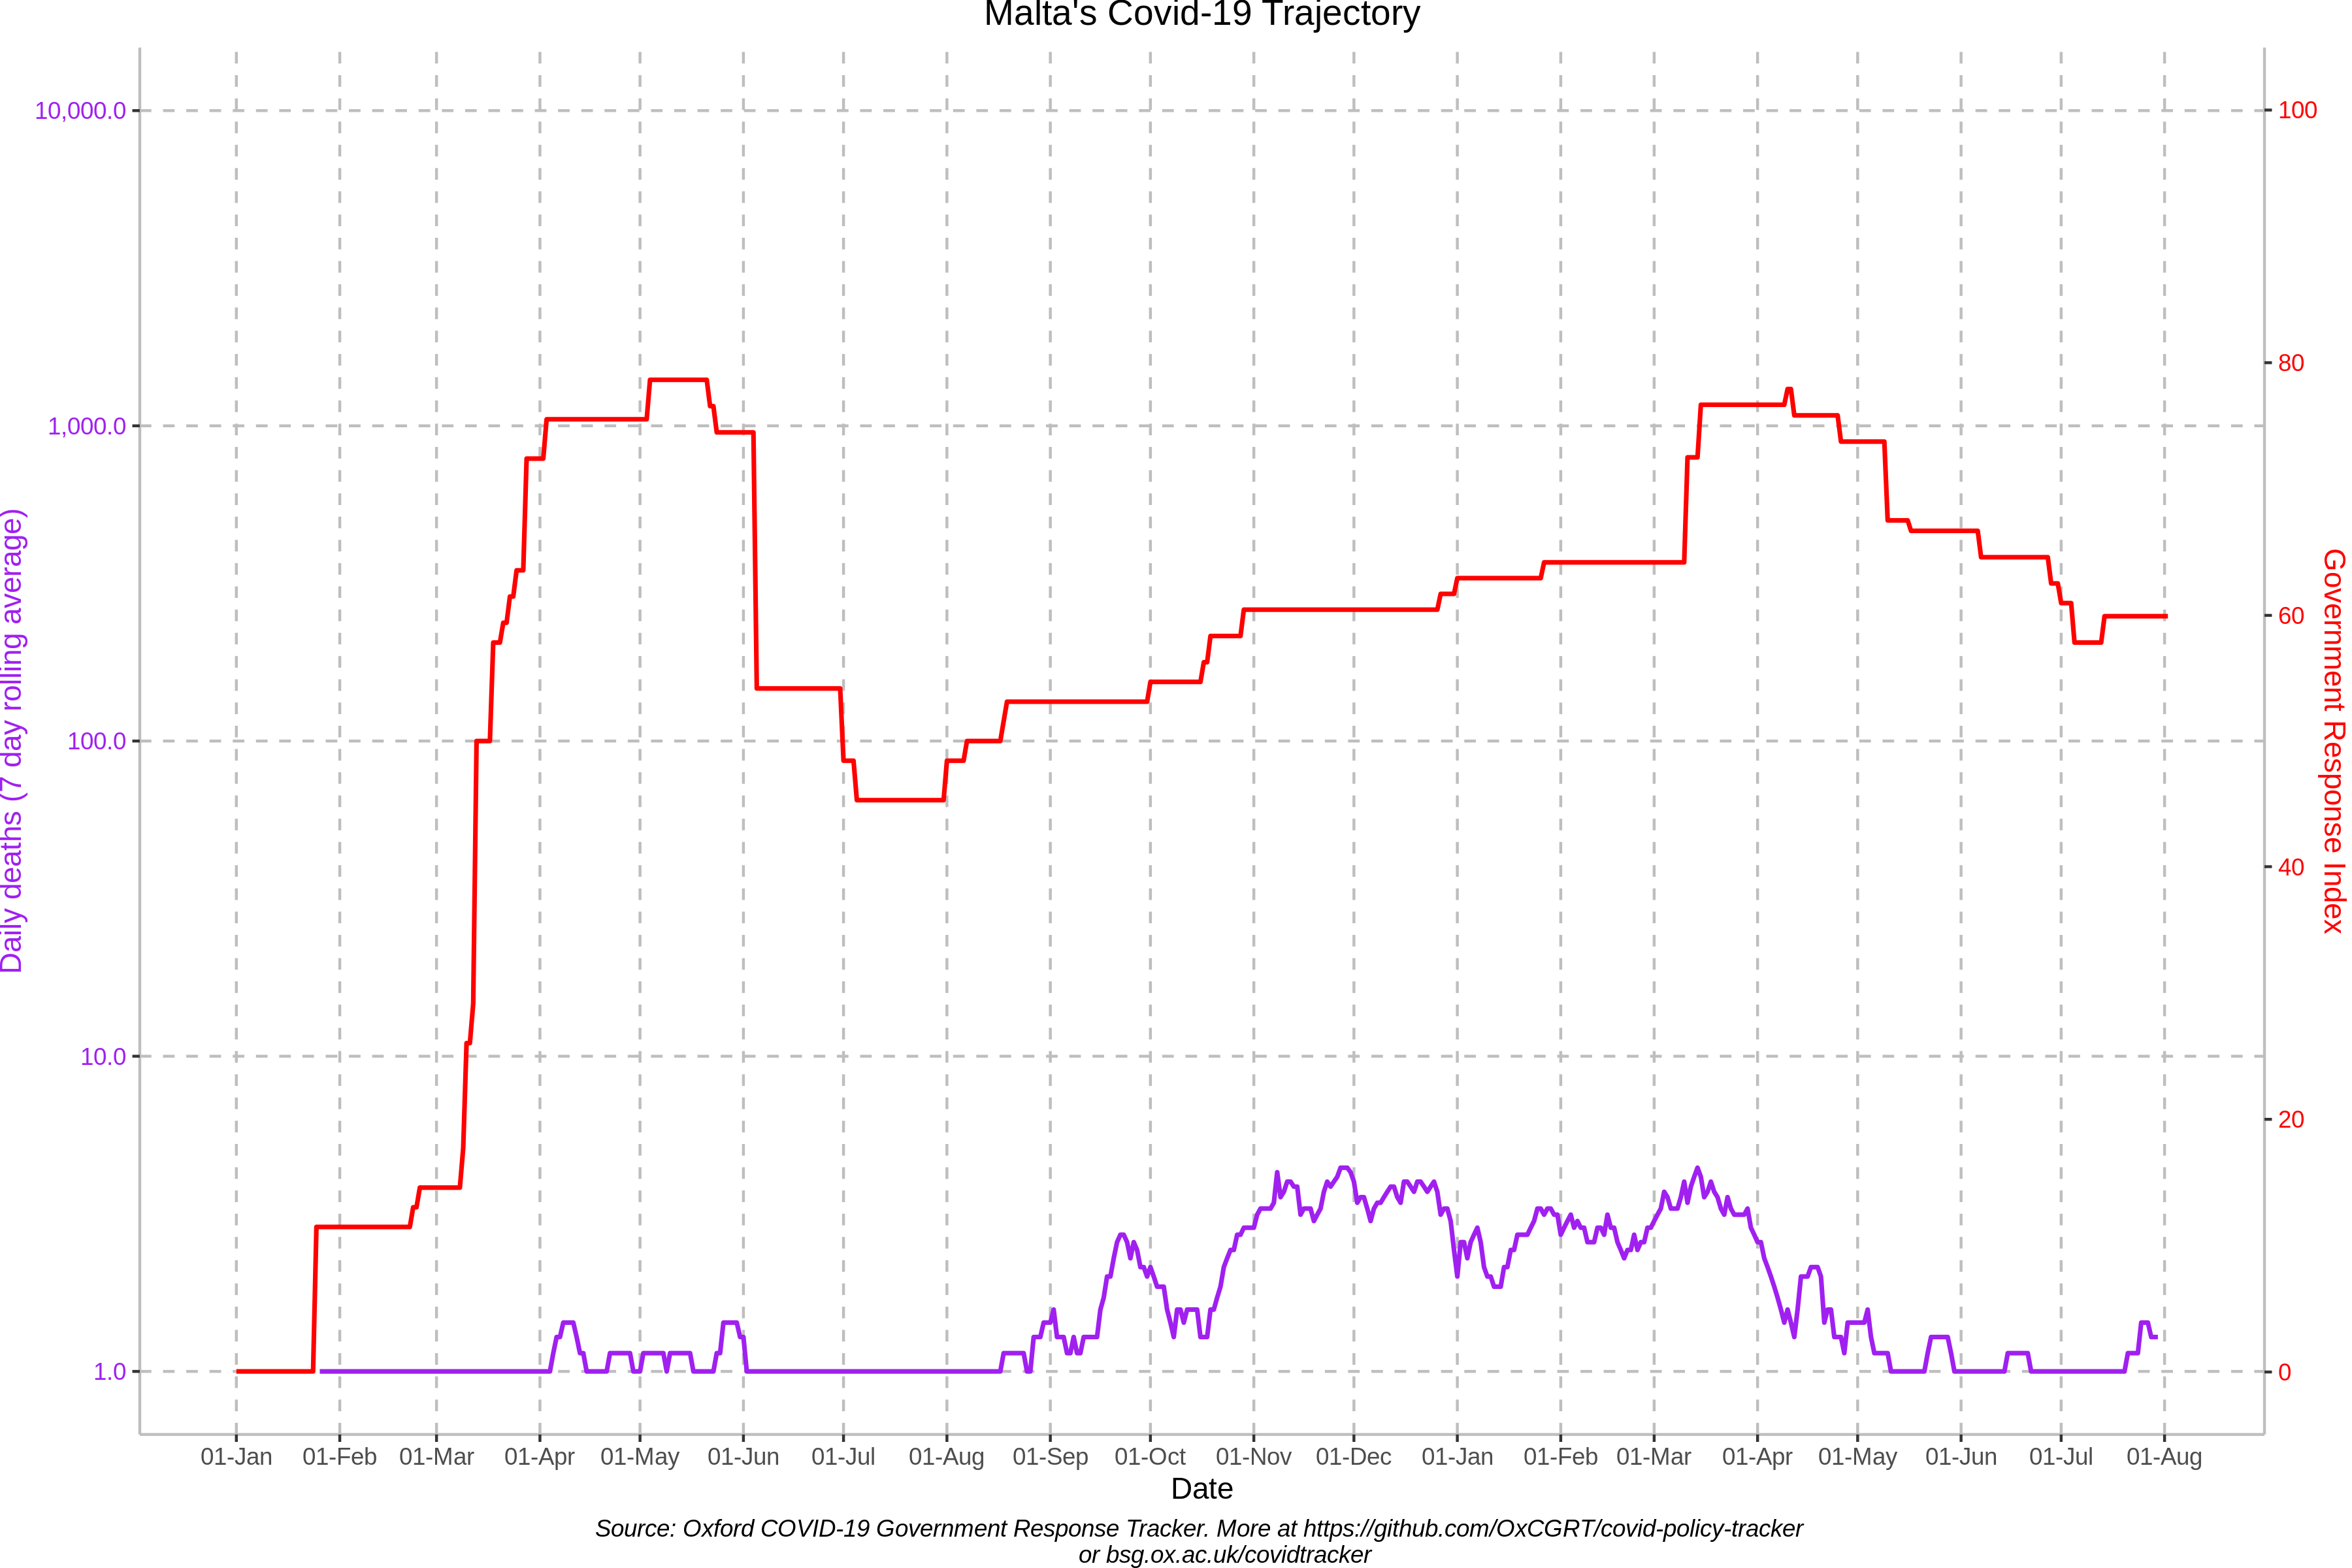 Malta's Covid-19 Trajectory
10,000.0
1,000.0
100.0
10.0
1.0
Daily deaths (7 day rolling average)
100
80
60
40
20
0
Government Response Index
01-Jan 01-Feb 01-Mar 01-Apr 01-May 01-Jun 01-Jul 01-Aug 01-Sep 01-Oct 01-Nov 01-Dec 01-Jan 01-Feb 01-Mar 01-Apr 01-May 01-Jun 01-Jul 01-Aug
Date
Source: Oxford COVID-19 Government Response Tracker. More at https://github.com/OxCGRT/covid-policy-tracker
or bsg.ox.ac.uk/covidtracker